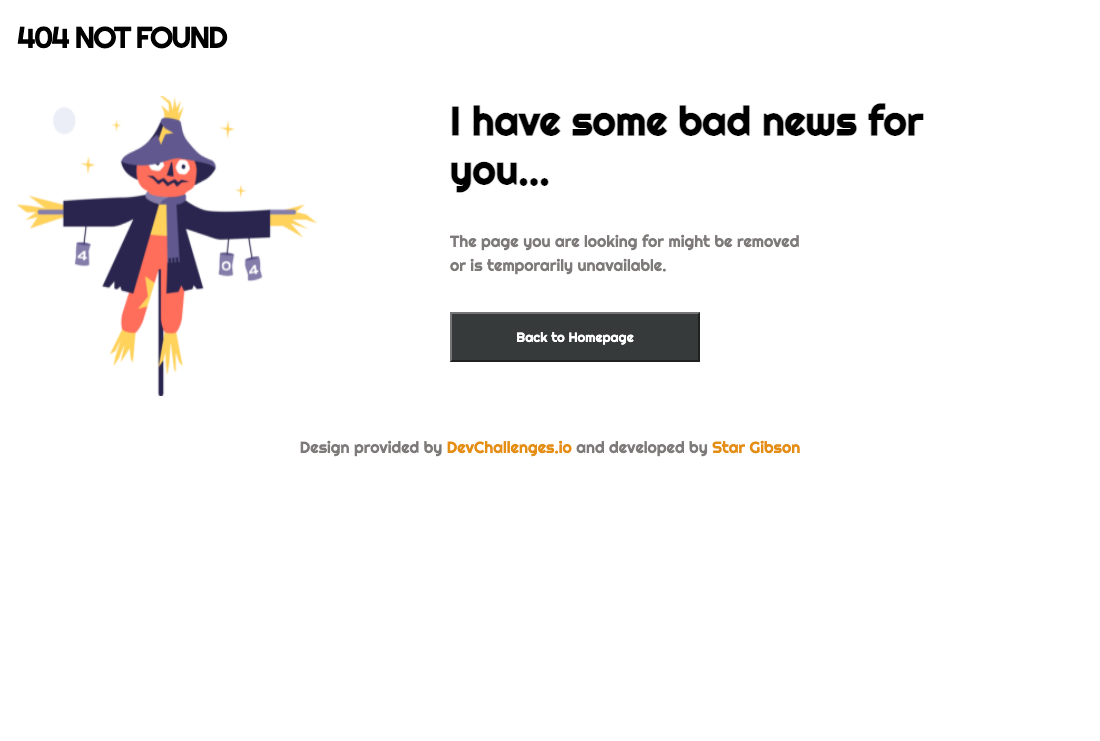 404 NOT FOUND
I have some bad news for
you...
The page you are looking for might be removed
or is temporarily unavailable.
4
0
4
Back to Homepage
Design provided by DevChallenges.io and developed by Star Gibson